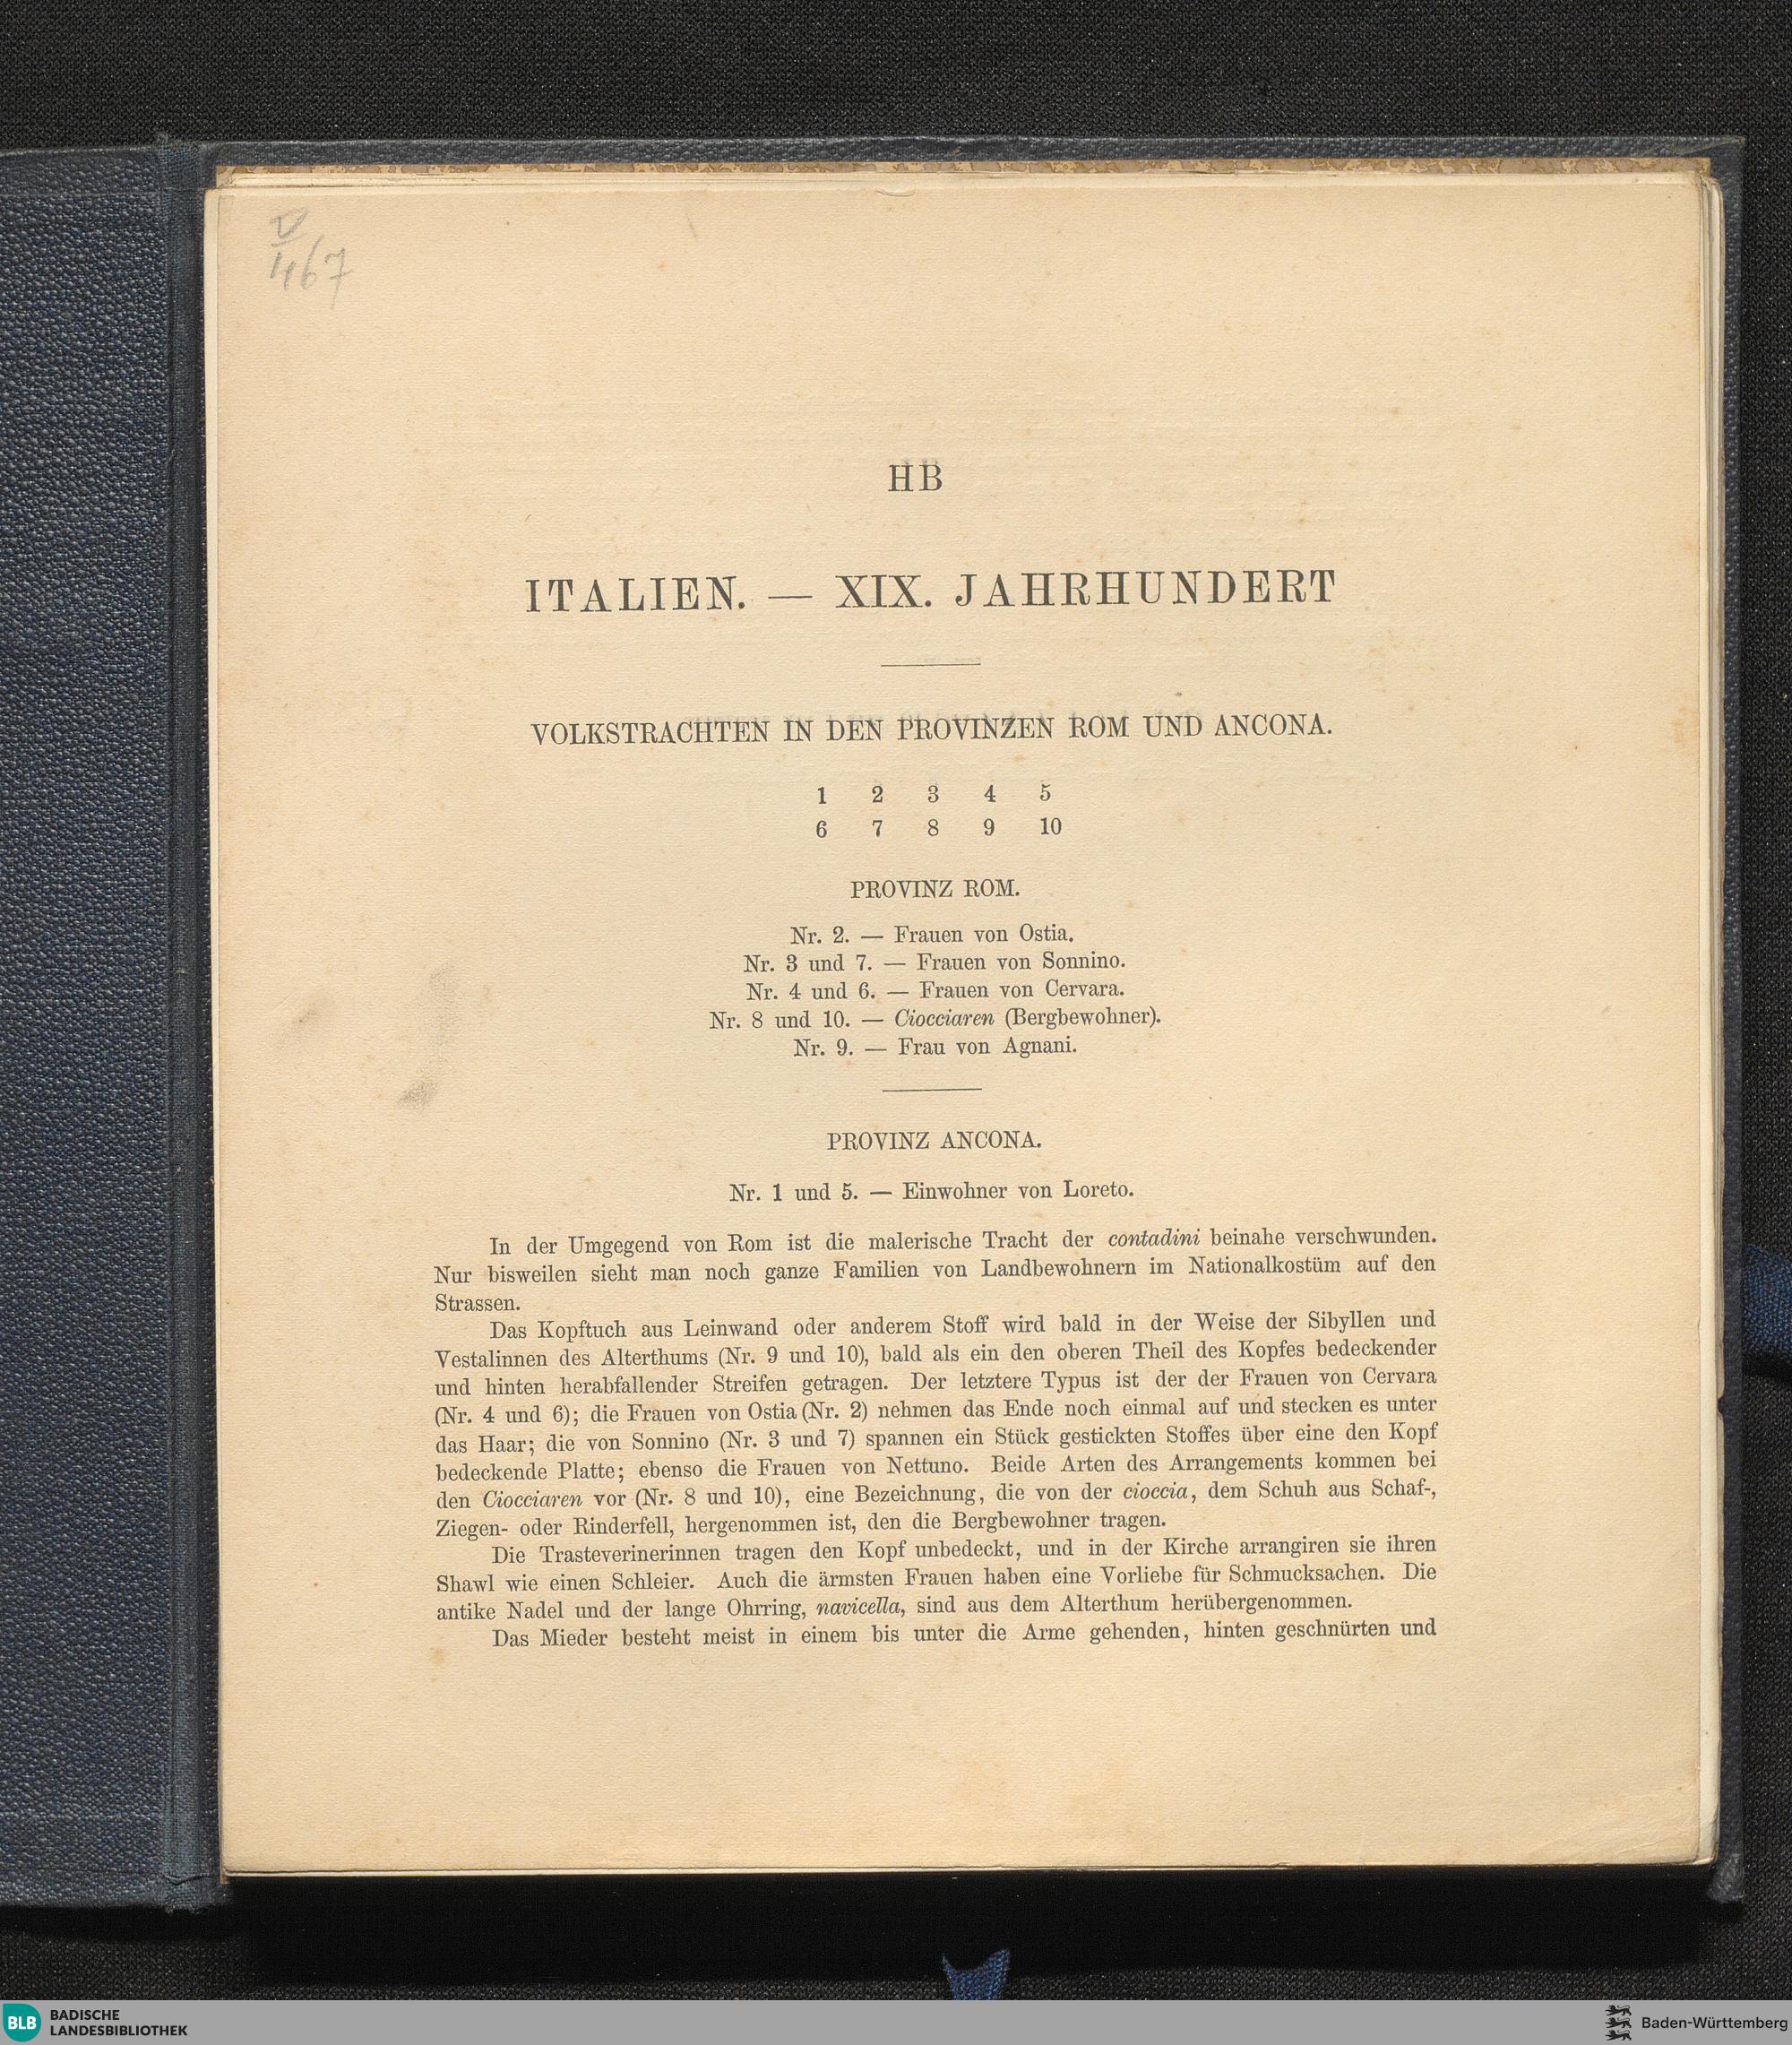 V
467
HB
ITALIEN. — XIX. JAHRHUNDERT
VOLKSTRACHTEN IN DEN PROVINZEN ROM UND ANCONA.
1 2 3 4 5
6 7 8 9 10
PROVINZ ROM.
Nr. 2. — Frauen von Ostia.
Nr. 3 und 7. — Frauen von Sonnino.
Nr. 4 und 6. — Frauen von Cervara.
Nr. 8 und 10. — Ciocciaren (Bergbewohner).
Nr. 9. — Frau von Agnani.
PROVINZ ANCONA.
Nr. 1 und 5. — Einwohner von Loreto.
In der Umgegend von Rom ist die malerische Tracht der contadini beinahe verschwunden.
Nur bisweilen sieht man noch ganze Familien von Landbewohnern im Nationalkostüm auf den
Strassen.
Das Kopftuch aus Leinwand oder anderem Stoff wird bald in der Weise der Sibyllen und
Vestalinnen des Alterthums (Nr. 9 und 10), bald als ein den oberen Theil des Kopfes bedeckender
und hinten herabfallender Streifen getragen. Der letztere Typus ist der der Frauen von Cervara
(Nr. 4 und 6); die Frauen von Ostia (Nr. 2) nehmen das Ende noch einmal auf und stecken es unter
das Haar; die von Sonnino (Nr. 3 und 7) spannen ein Stück gestickten Stoffes über eine den Kopf
bedeckende Platte; ebenso die Frauen von Nettuno. Beide Arten des Arrangements kommen bei
den Ciocciaren vor (Nr. 8 und 10), eine Bezeichnung, die von der cioccia, dem Schuh aus Schaf-,
Ziegen- oder Rinderfell, hergenommen ist, den die Bergbewohner tragen.
Die Trasteverinerinnen tragen den Kopf unbedeckt, und in der Kirche arrangiren sie ihren
Shawl wie einen Schleier. Auch die ärmsten Frauen haben eine Vorliebe für Schmucksachen. Die
antike Nadel und der lange Ohrring, navicella, sind aus dem Alterthum herübergenommen.
Das Mieder besteht meist in einem bis unter die Arme gehenden, hinten geschnürten und
BLB BADISCHE
LANDESBIBLIOTHEK
Baden-Württemberg